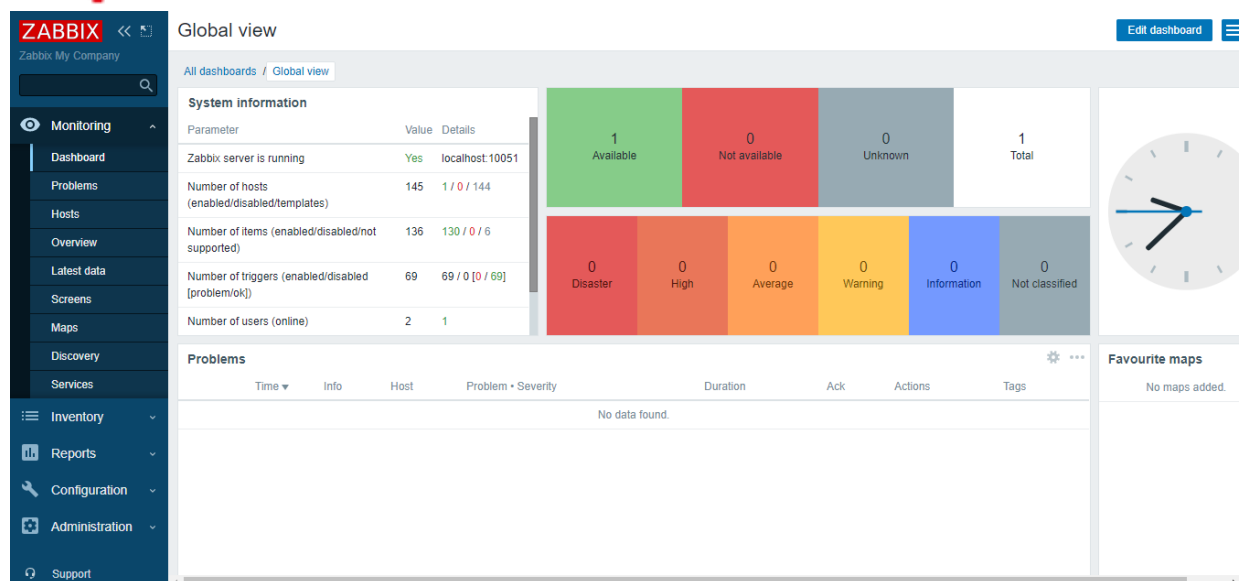 ZABBIX
Zabbix My Company
Monitoring
Dashboard
Problems
Hosts
Overview
Latest data
Screens
Maps
Discovery
Services
Inventory
Reports
Configuration
Administration
Support
Global view
Edit dashboard
All dashboards / Global view
System information
Parameter Value Details
Zabbix server is running Yes localhost:10051
Number of hosts
(enabled/disabled/templates) 145 1 / 0 / 144
Number of items (enabled/disabled/not
supported) 136 130 / 0 / 6
Number of triggers (enabled/disabled
[problem/ok]) 69 69 / 0 [0 / 69]
Number of users (online) 2 1
1
Available
0
Not available
0
Unknown
1
Total
0
Disaster
0
High
0
Average
0
Warning
0
Information
0
Not classified
Problems
Time ▼ Info Host Problem • Severity Duration Ack Actions Tags
No data found.
Favourite maps
No maps added.